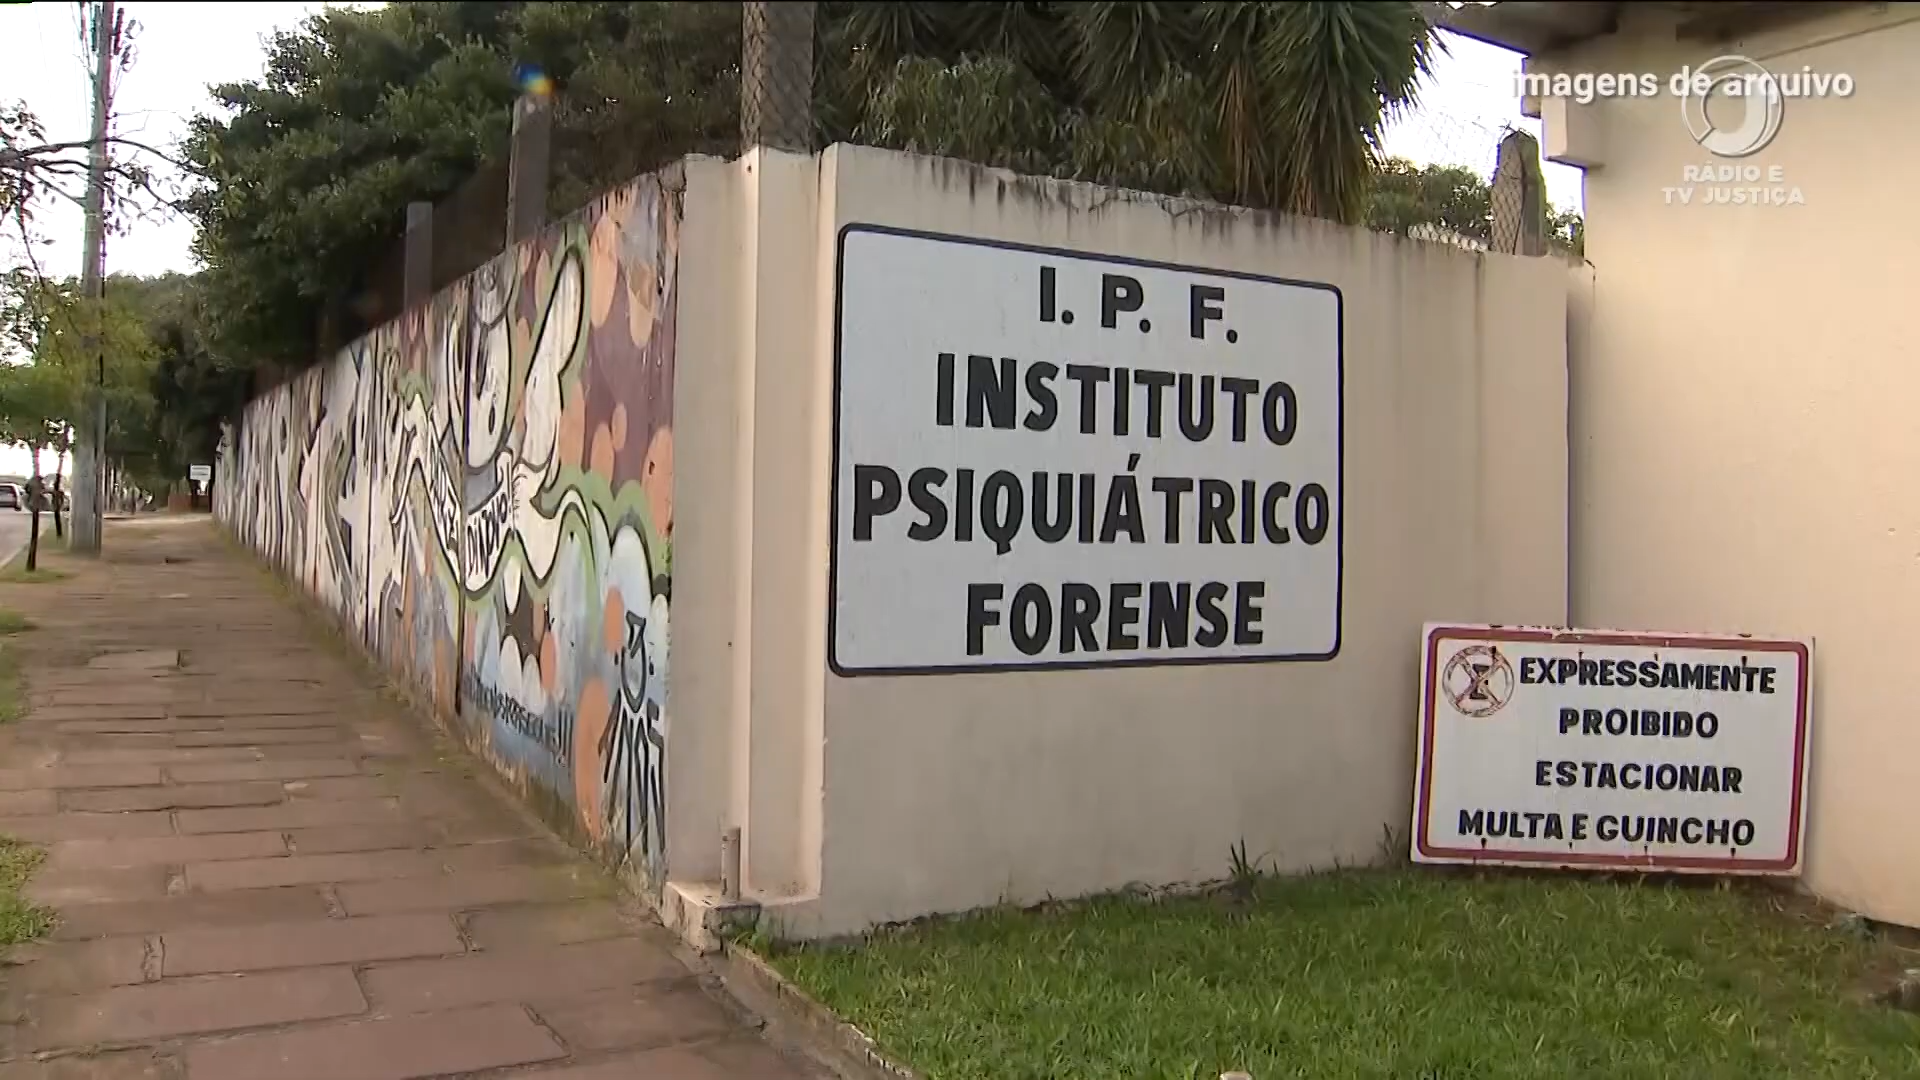 imagens de arquivo
RÁDIO E
TV JUSTIÇA
I. P. F.
INSTITUTO
PSIQUIÁTRICO
FORENSE
EXPRESSAMENTE
PROIBIDO
ESTACIONAR
MULTA E GUINCHO